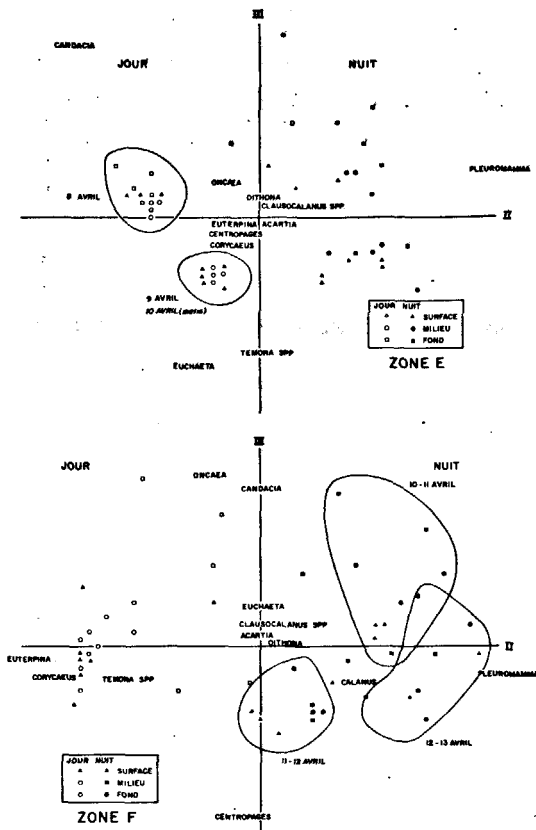 III
CANDACIA
JOUR
NUIT
PLEUROMAMMA
ONCAEA
8 AVRIL
OITHONA
CLAUSOCALANUS SPP
II
EUTERPINA ACARTIA
CENTROPAGES
CORYCAEUS
9 AVRIL
10 AVRIL
TEMORA SPP
EUCHAETA
JOUR NUIT
SURFACE
MILIEU
FOND
ZONE E
III
JOUR
NUIT
ONCAEA
CANDACIA
10-11 AVRIL
EUCHAETA
CLAUSOCALANUS SPP
ACARTIA
OITHONA
II
EUTERPINA
CORYCAEUS
TEMORA SPP
CALANUS
PLEUROMAMMA
12-13 AVRIL
11-12 AVRIL
JOUR NUIT
SURFACE
MILIEU
FOND
ZONE F
CENTROPAGES